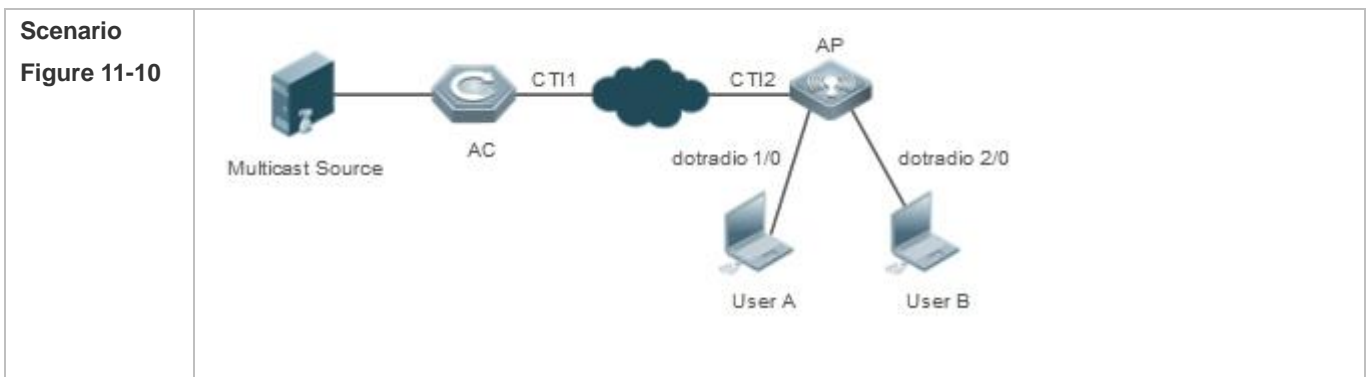 Scenario
Figure 11-10
AP
CTI1
CTI2
AC
Multicast Source
dotradio 1/0
dotradio 2/0
User A
User B